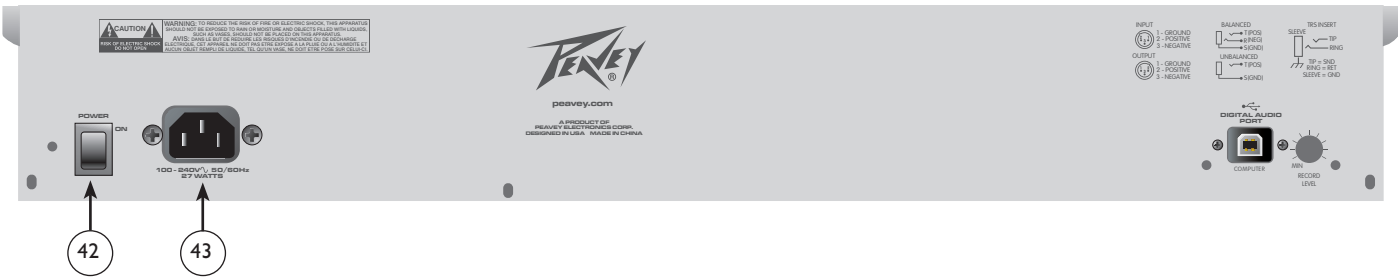 CAUTION
RISK OF ELECTRIC SHOCK
DO NOT OPEN
WARNING: TO REDUCE THE RISK OF FIRE OR ELECTRIC SHOCK, THIS APPARATUS
SHOULD NOT BE EXPOSED TO RAIN OR MOISTURE AND OBJECTS FILLED WITH LIQUIDS,
SUCH AS VASES, SHOULD NOT BE PLACED ON THIS APPARATUS.
AVIS: DANS LE BUT DE REDUIRE LES RISQUES D'INCENDIE OU DE DECHARGE
ELECTRIQUE, CET APPAREIL NE DOIT PAS ETRE EXPOSE A LA PLUIE OU A L'HUMIDITE ET
AUCUN OBJET REMPLI DE LIQUIDE, TEL QU'UN VASE, NE DOIT ETRE POSE SUR CELUI-CI.
PEAVEY ®
peavey.com
A PRODUCT OF
PEAVEY ELECTRONICS CORP.
DESIGNED IN USA MADE IN CHINA
INPUT
1 - GROUND
2 - POSITIVE
3 - NEGATIVE
OUTPUT
1 - GROUND
2 - POSITIVE
3 - NEGATIVE
BALANCED
T(POS)
R(NEG)
S(GND)
UNBALANCED
T(POS)
S(GND)
TRS INSERT
SLEEVE
TIP
RING
TIP = SND
RING = RET
SLEEVE = GND
POWER
ON
100-240V 50/60Hz
27 WATTS
DIGITAL AUDIO
PORT
COMPUTER
MIN
RECORD
LEVEL
42
43